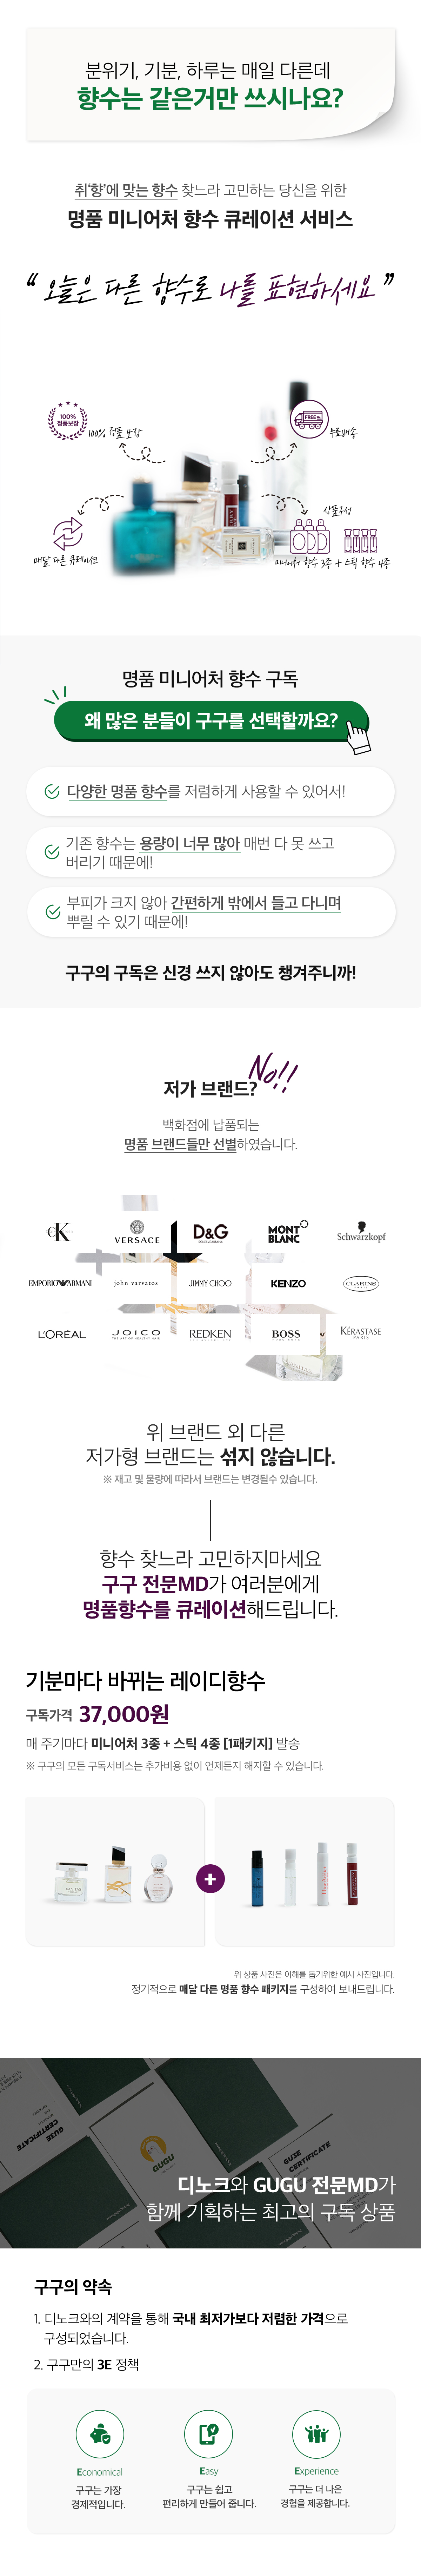 분위기, 기분, 하루는 매일 다른데
향수는 같은거만 쓰시나요?
취'향'에 맞는 향수 찾느라 고민하는 당신을 위한
명품 미니어처 향수 큐레이션 서비스
“ 오늘은 다른 향수로 나를 표현하세요 ”
100%
정품보장
100% 정품 보장
FREE
무료배송
매달 다른 큐레이션
상품구성
미니어처 향수 3종 + 스틱 향수 4종
명품 미니어처 향수 구독
왜 많은 분들이 구구를 선택할까요?
다양한 명품 향수를 저렴하게 사용할 수 있어서!
기존 향수는 용량이 너무 많아 매번 다 못 쓰고
버리기 때문에!
부피가 크지 않아 간편하게 밖에서 들고 다니며
뿌릴 수 있기 때문에!
구구의 구독은 신경 쓰지 않아도 챙겨주니까!
저가 브랜드?
No!!
백화점에 납품되는
명품 브랜드들만 선별하였습니다.
CK
VERSACE
D&G
DOLCE&GABBANA
MONT
BLANC
Schwarzkopf
EMPORIO ARMANI
john varvatos
JIMMY CHOO
KENZO
CLARINS
L'ORÉAL
JOICO
THE ART OF HEALTHY HAIR
REDKEN
BOSS
HUGO BOSS
KÉRASTASE
PARIS
위 브랜드 외 다른
저가형 브랜드는 섞지 않습니다.
※ 재고 및 물량에 따라서 브랜드는 변경될수 있습니다.
향수 찾느라 고민하지마세요
구구 전문MD가 여러분에게
명품향수를 큐레이션해드립니다.
기분마다 바뀌는 레이디향수
구독가격 37,000원
매 주기마다 미니어처 3종 + 스틱 4종 [1패키지] 발송
※ 구구의 모든 구독서비스는 추가비용 없이 언제든지 해지할 수 있습니다.
+
위 상품 사진은 이해를 돕기위한 예시 사진입니다.
정기적으로 매달 다른 명품 향수 패키지를 구성하여 보내드립니다.
GUSE
CERTIFICATE
GUGU
GUSE
CERTIFICATE
디노크와 GUGU 전문MD가
함께 기획하는 최고의 구독 상품
구구의 약속
1. 디노크와의 계약을 통해 국내 최저가보다 저렴한 가격으로
구성되었습니다.
2. 구구만의 3E 정책
Economical
구구는 가장
경제적입니다.
Easy
구구는 쉽고
편리하게 만들어 줍니다.
Experience
구구는 더 나은
경험을 제공합니다.